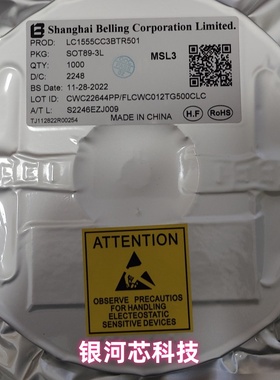 B Shanghai Belling Corporation Limited.
PROD: LC1555CC3BTR501
PKG: SOT89-3L
MSL3
QTY: 1000
D/C: 2248
BS Date: 11-28-2022
LOT ID: CWC22644PP/FLCWC012TG500CLC
A/T L: S2246EZJ009
TJ112822R00254
MADE IN CHINA
H.F
RoHS
ATTENTION
OBSERVE PRECAUTIOS
FOR HANDLING
ELECTEOSTATIC
SENSITIVE DEVICES
银河芯科技